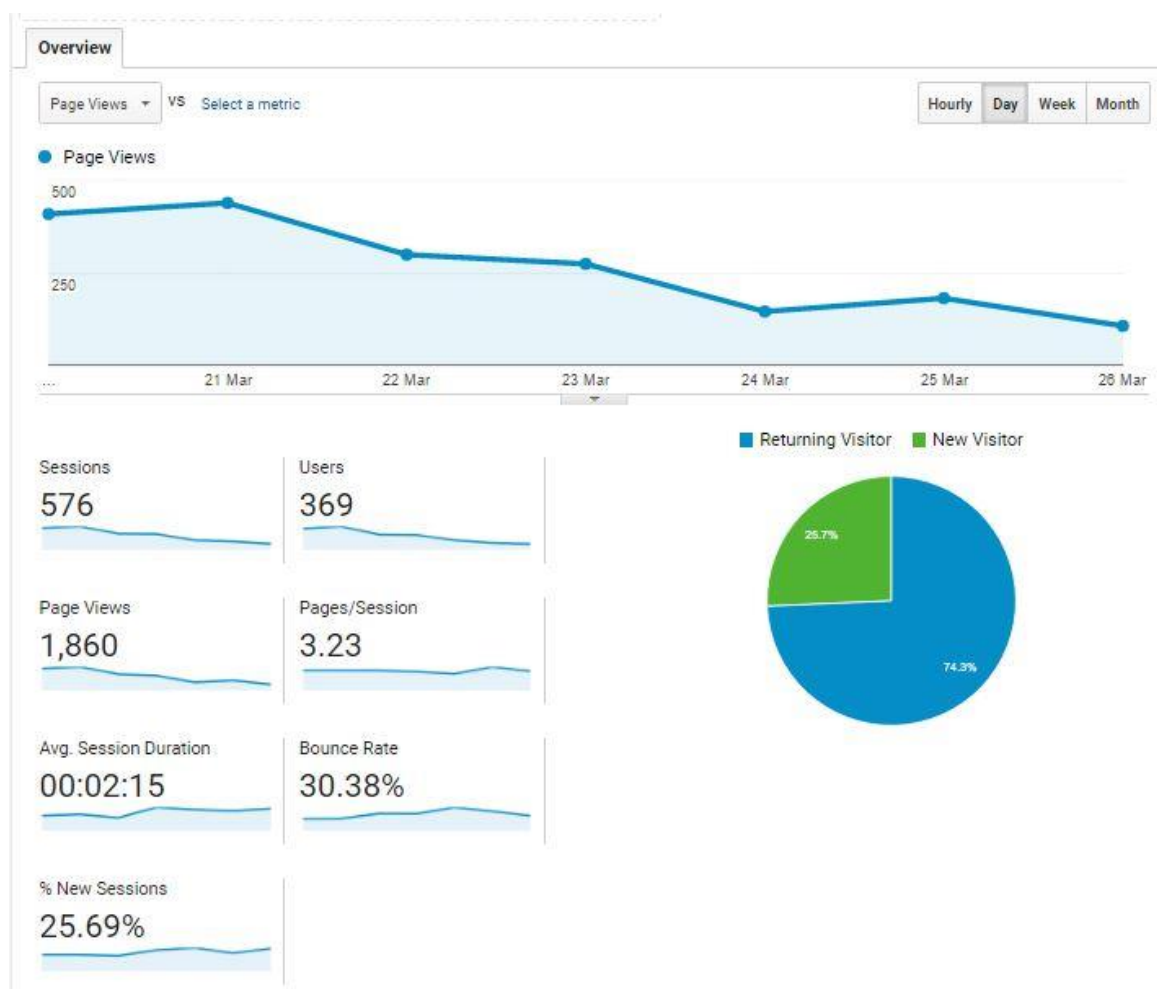 Overview
Page Views vs Select a metric Hourly Day Week Month
Page Views
500
250
... 21 Mar 22 Mar 23 Mar 24 Mar 25 Mar 26 Mar
Returning Visitor New Visitor
Sessions Users
576 369
25.7%
Page Views Pages/Session
1,860 3.23
74.3%
Avg. Session Duration Bounce Rate
00:02:15 30.38%
% New Sessions
25.69%